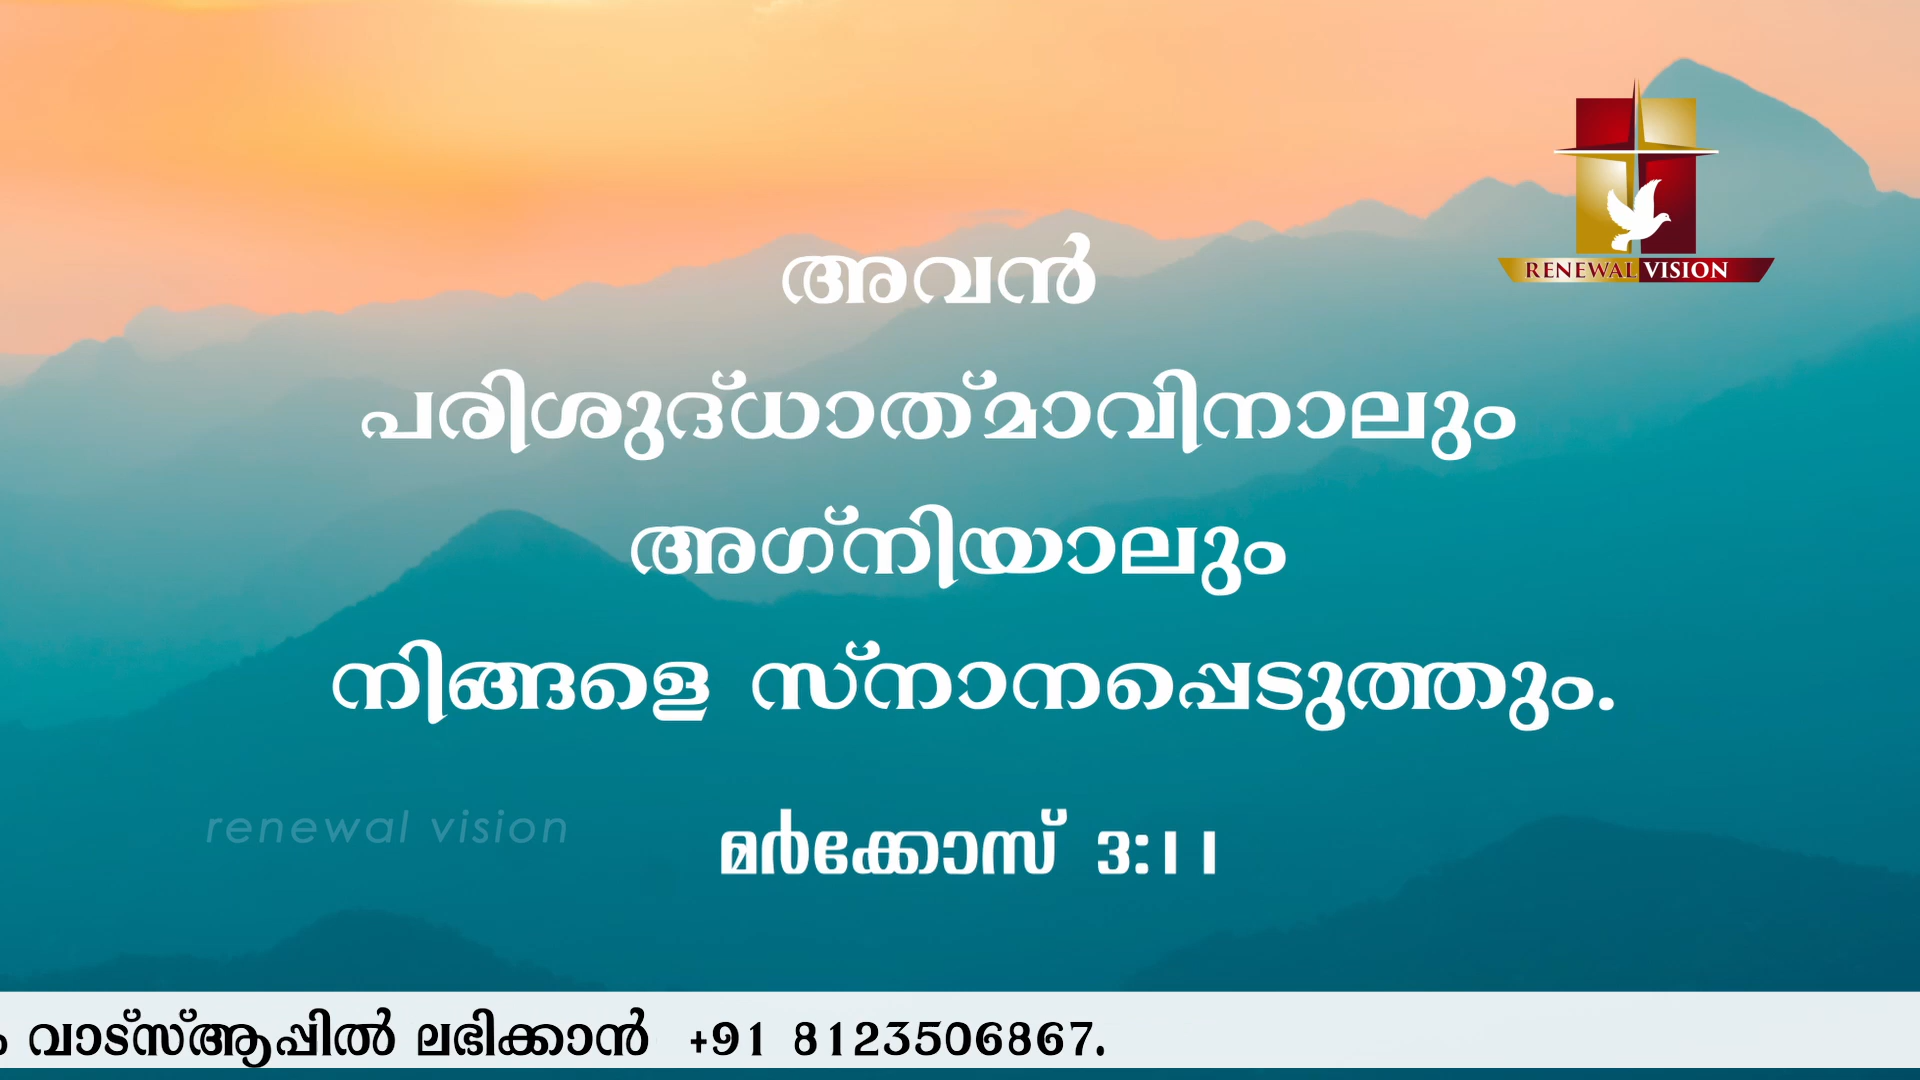 RENEWAL VISION
അവൻ
പരിശുദ്ധാത്മാവിനാലും
അഗ്നിയാലും
നിങ്ങളെ സ്നാനപ്പെടുത്തും.
renewal vision
മർക്കോസ് 3:11
വാട്സ്ആപ്പിൽ ലഭിക്കാൻ +91 8123506867.